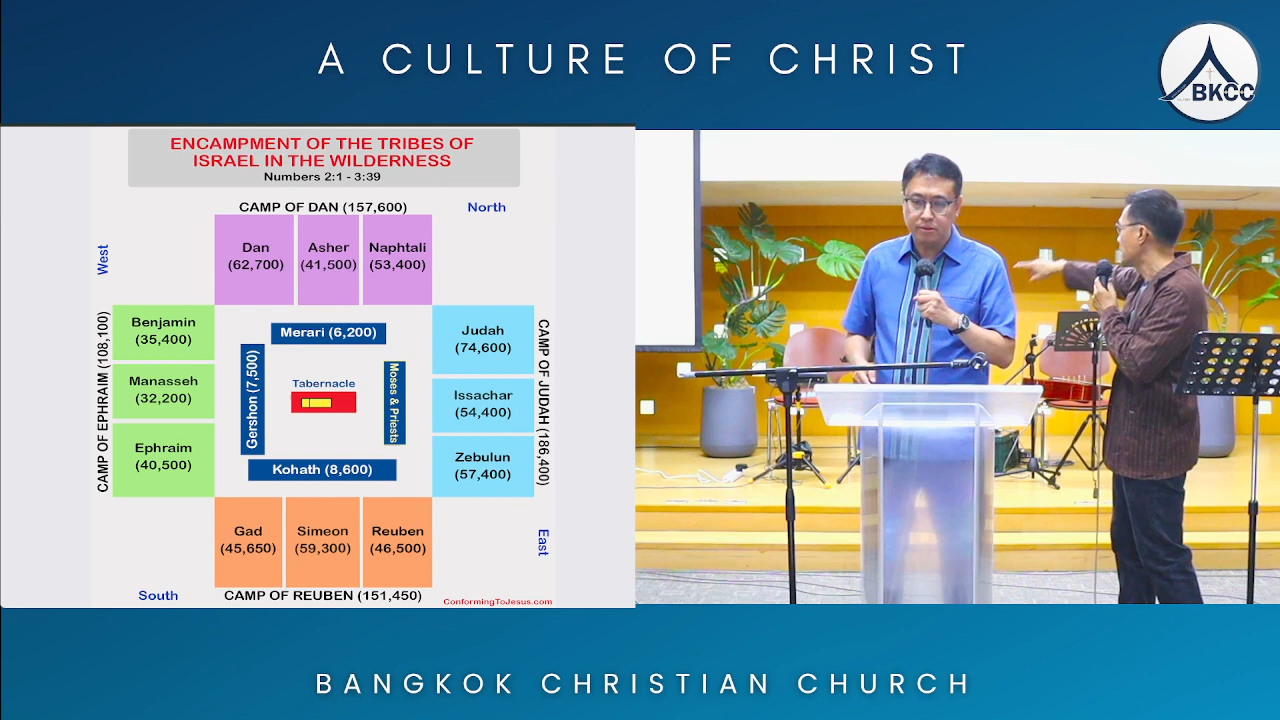 A CULTURE OF CHRIST
BKCC
ENCAMPMENT OF THE TRIBES OF
ISRAEL IN THE WILDERNESS
Numbers 2:1 - 3:39
CAMP OF DAN (157,600)
North
West
Dan
(62,700)
Asher
(41,500)
Naphtali
(53,400)
CAMP OF EPHRAIM (108,100)
Benjamin
(35,400)
Manasseh
(32,200)
Ephraim
(40,500)
Merari (6,200)
Gershon (7,500)
Tabernacle
Moses & Priests
Kohath (8,600)
Judah
(74,600)
Issachar
(54,400)
Zebulun
(57,400)
CAMP OF JUDAH (186,400)
Gad
(45,650)
Simeon
(59,300)
Reuben
(46,500)
East
South
CAMP OF REUBEN (151,450)
ConformingToJesus.com
BANGKOK CHRISTIAN CHURCH